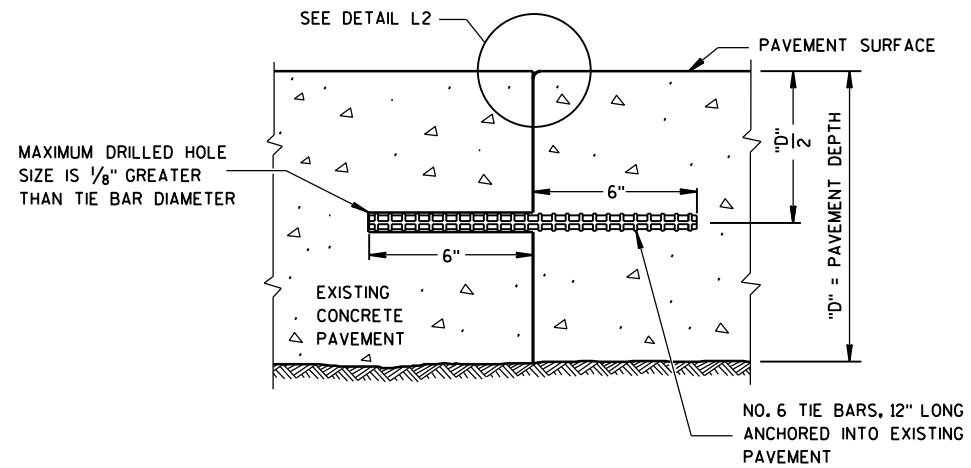 SEE DETAIL L2
PAVEMENT SURFACE
MAXIMUM DRILLED HOLE
SIZE IS 1/8" GREATER
THAN TIE BAR DIAMETER
6"
"D"
2
6"
"D" = PAVEMENT DEPTH
EXISTING
CONCRETE
PAVEMENT
NO. 6 TIE BARS, 12" LONG
ANCHORED INTO EXISTING
PAVEMENT